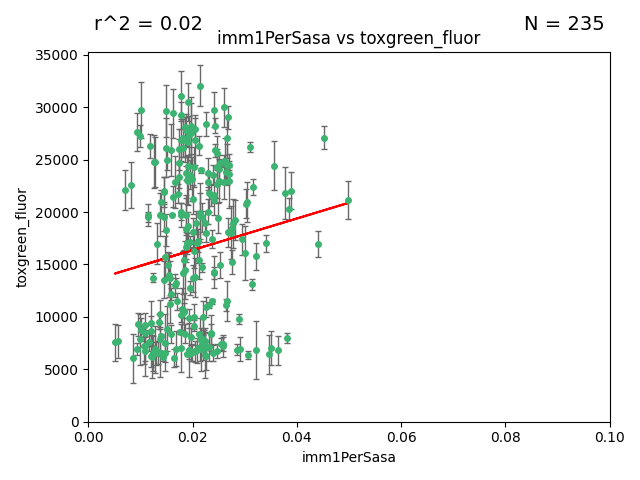 r^2 = 0.02
N = 235
imm1PerSasa vs toxgreen_fluor
35000
30000
25000
20000
15000
10000
5000
0
toxgreen_fluor
0.00
0.02
0.04
0.06
0.08
0.10
imm1PerSasa